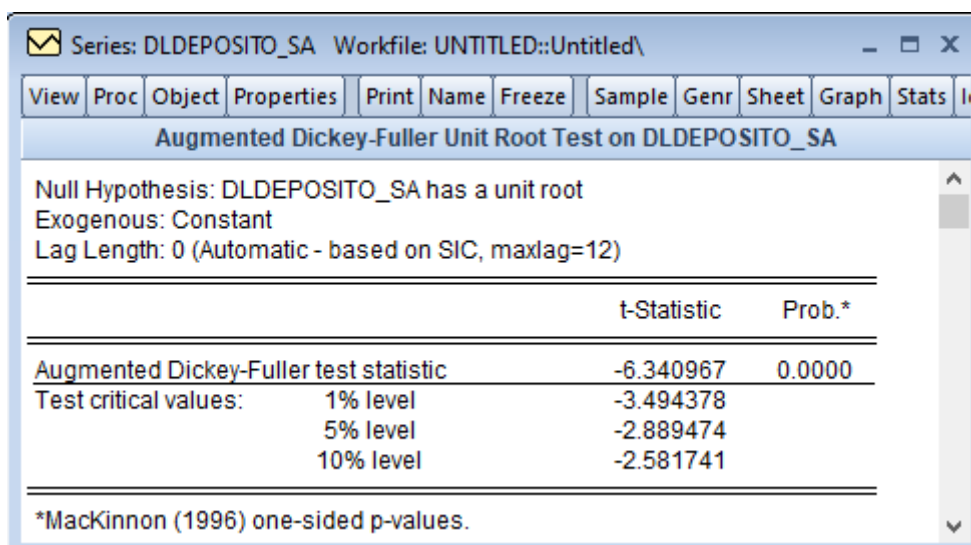 Series: DLDEPOSITO_SA Workfile: UNTITLED::Untitled\
View Proc Object Properties Print Name Freeze Sample Genr Sheet Graph Stats
Augmented Dickey-Fuller Unit Root Test on DLDEPOSITO_SA
Null Hypothesis: DLDEPOSITO_SA has a unit root
Exogenous: Constant
Lag Length: 0 (Automatic - based on SIC, maxlag=12)
t-Statistic Prob.*
Augmented Dickey-Fuller test statistic -6.340967 0.0000
Test critical values: 1% level -3.494378
5% level -2.889474
10% level -2.581741
*MacKinnon (1996) one-sided p-values.